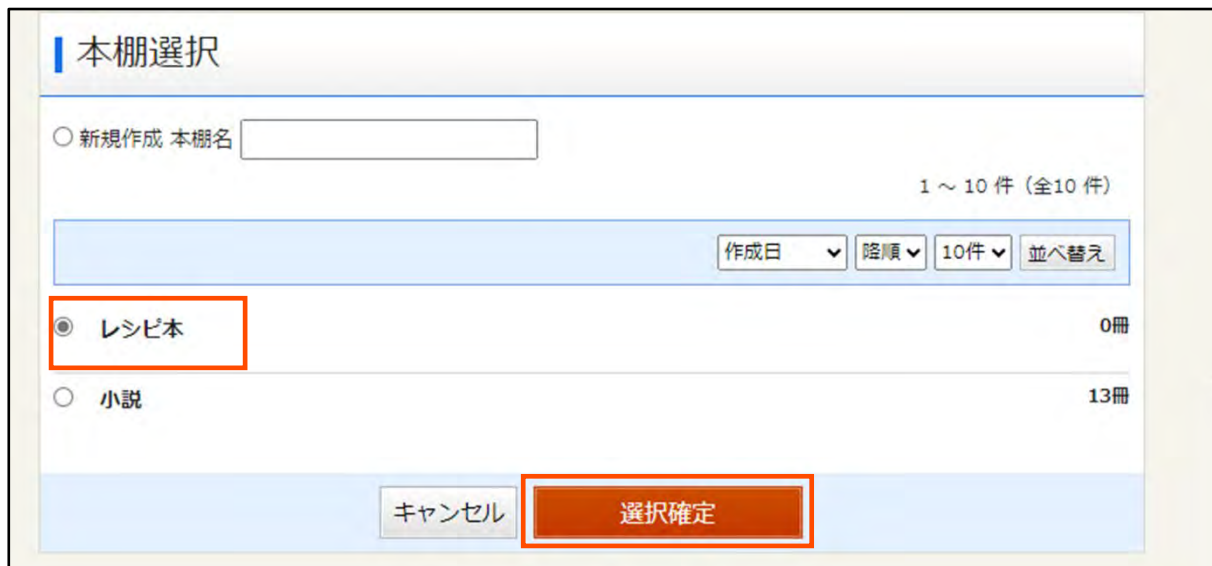 本棚選択
新規作成 本棚名
1 ～ 10 件（全10 件）
作成日 降順 10件 並べ替え
レシピ本 0冊
小説 13冊
キャンセル 選択確定